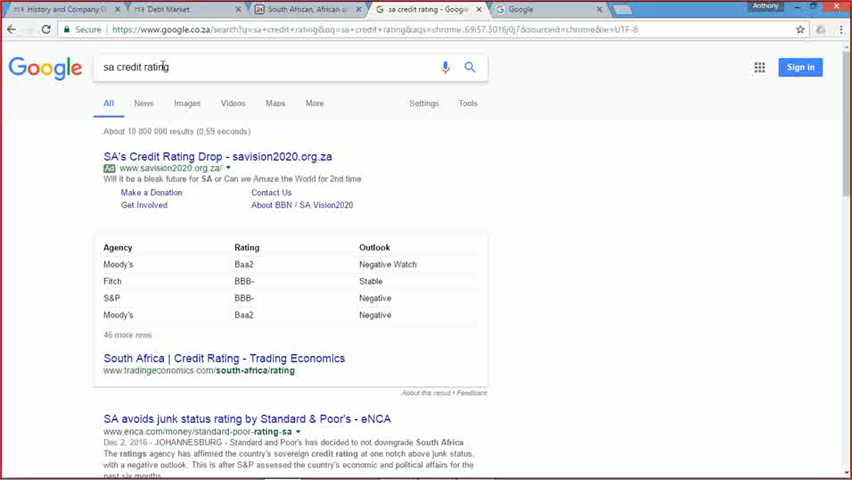 History and Company D
Debt Market
South African, African a
sa credit rating - Google
Google
Anthony
Secure https://www.google.co.za/search?q=sa+credit+rating&oq=sa+credit+rating&aqs=chrome..69i57.3016j0j7&sourceid=chrome&ie=UTF-8
Google
sa credit rating
Sign in
All News Images Videos Maps More Settings Tools
About 10 800 000 results (0,59 seconds)
SA's Credit Rating Drop - savision2020.org.za
Ad www.savision2020.org.za/
Will it be a bleak future for SA or Can we Amaze the World for 2nd time
Make a Donation Contact Us
Get Involved About BBN / SA Vision2020
Agency Rating Outlook
Moody's Baa2 Negative Watch
Fitch BBB- Stable
S&P BBB- Negative
Moody's Baa2 Negative
46 more rows
South Africa | Credit Rating - Trading Economics
www.tradingeconomics.com/south-africa/rating
About this result • Feedback
SA avoids junk status rating by Standard & Poor's - eNCA
www.enca.com/money/standard-poor-rating-sa
Dec 2, 2016 - JOHANNESBURG - Standard and Poor's has decided to not downgrade South Africa
The ratings agency has affirmed the country's sovereign credit rating at one notch above junk status,
with a negative outlook. This is after S&P assessed the country's economic and political affairs for the
past six months.